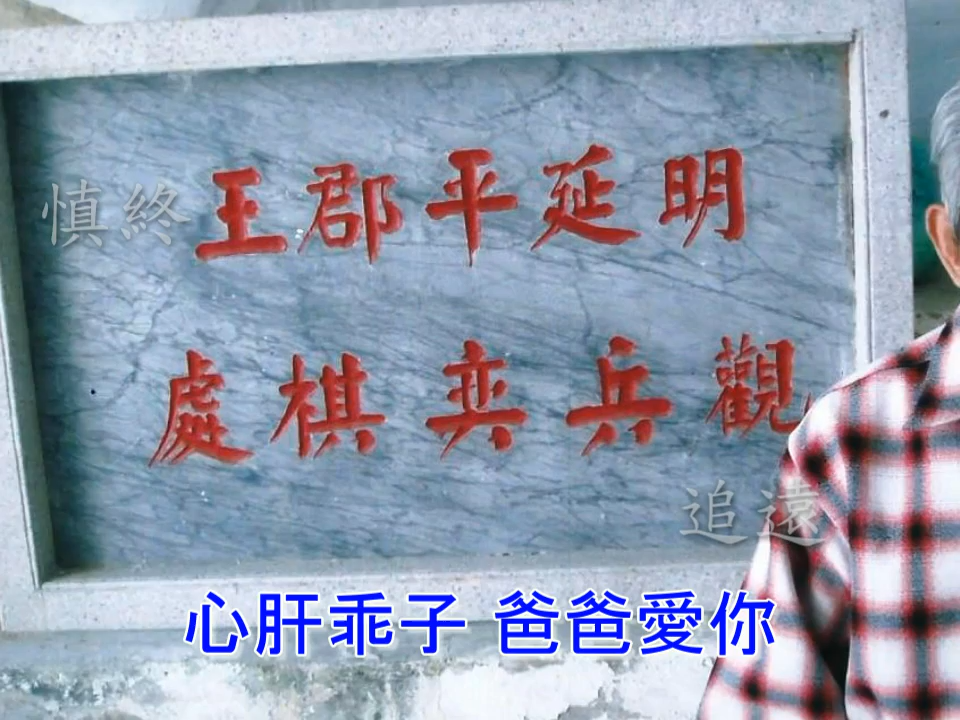 慎終
明延平郡王
觀兵奕棋處
追遠
心肝乖子 爸爸愛你